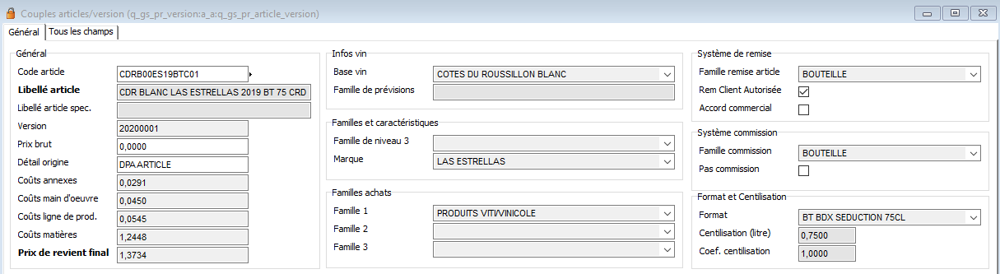 Couples articles/version (q_gs_pr_version:a_a:q_gs_pr_article_version)
Général Tous les champs
Général
Code article CDRB00ES19BTC01
Libellé article CDR BLANC LAS ESTRELLAS 2019 BT 75 CRD
Libellé article spec.
Version 20200001
Prix brut 0,0000
Détail origine DPA ARTICLE
Coûts annexes 0,0291
Coûts main d'oeuvre 0,0450
Coûts ligne de prod. 0,0545
Coûts matières 1,2448
Prix de revient final 1,3734
Infos vin
Base vin COTES DU ROUSSILLON BLANC
Famille de prévisions
Familles et caractéristiques
Famille de niveau 3
Marque LAS ESTRELLAS
Familles achats
Famille 1 PRODUITS VITI/VINICOLE
Famille 2
Famille 3
Système de remise
Famille remise article BOUTEILLE
Rem Client Autorisée
Accord commercial
Système commission
Famille commission BOUTEILLE
Pas commission
Format et Centilisation
Format BT BDX SEDUCTION 75CL
Centilisation (litre) 0,7500
Coef. centilisation 1,0000